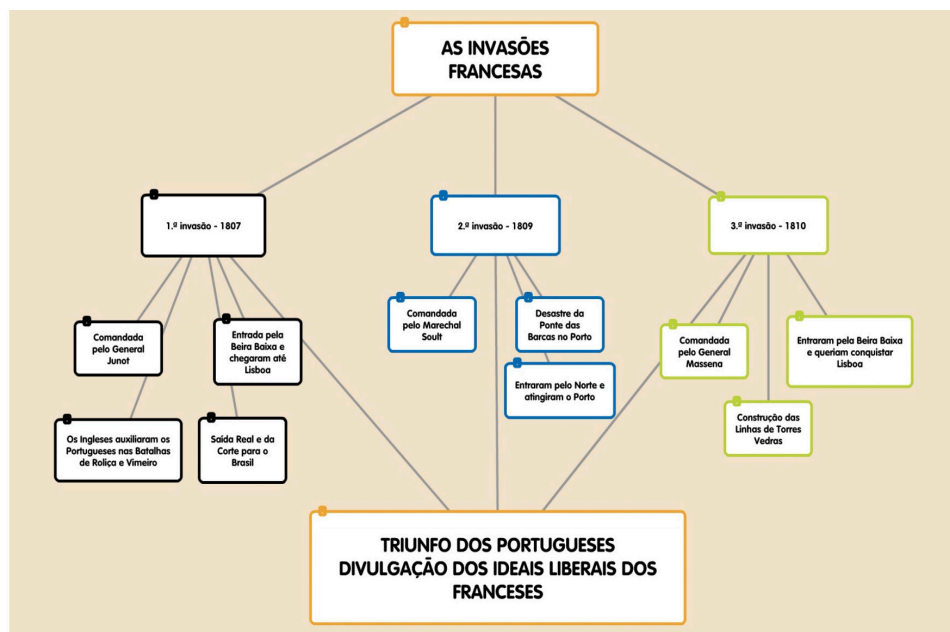 AS INVASÕES
FRANCESAS
1.ª invasão - 1807
2.ª invasão - 1809
3.ª invasão - 1810
Comandada
pelo General
Junot
Entrada pela
Beira Baixa e
chegaram até
Lisboa
Os Ingleses auxiliaram os
Portugueses nas Batalhas
de Roliça e Vimeiro
Saída Real e da
Corte para o
Brasil
Comandada
pelo Marechal
Soult
Desastre da
Ponte das
Barcas no Porto
Entraram pelo Norte e
atingiram o Porto
Comandada
pelo General
Massena
Entraram pela Beira Baixa
e queriam conquistar
Lisboa
Construção das
Linhas de Torres
Vedras
TRIUNFO DOS PORTUGUESES
DIVULGAÇÃO DOS IDEAIS LIBERAIS DOS
FRANCESES